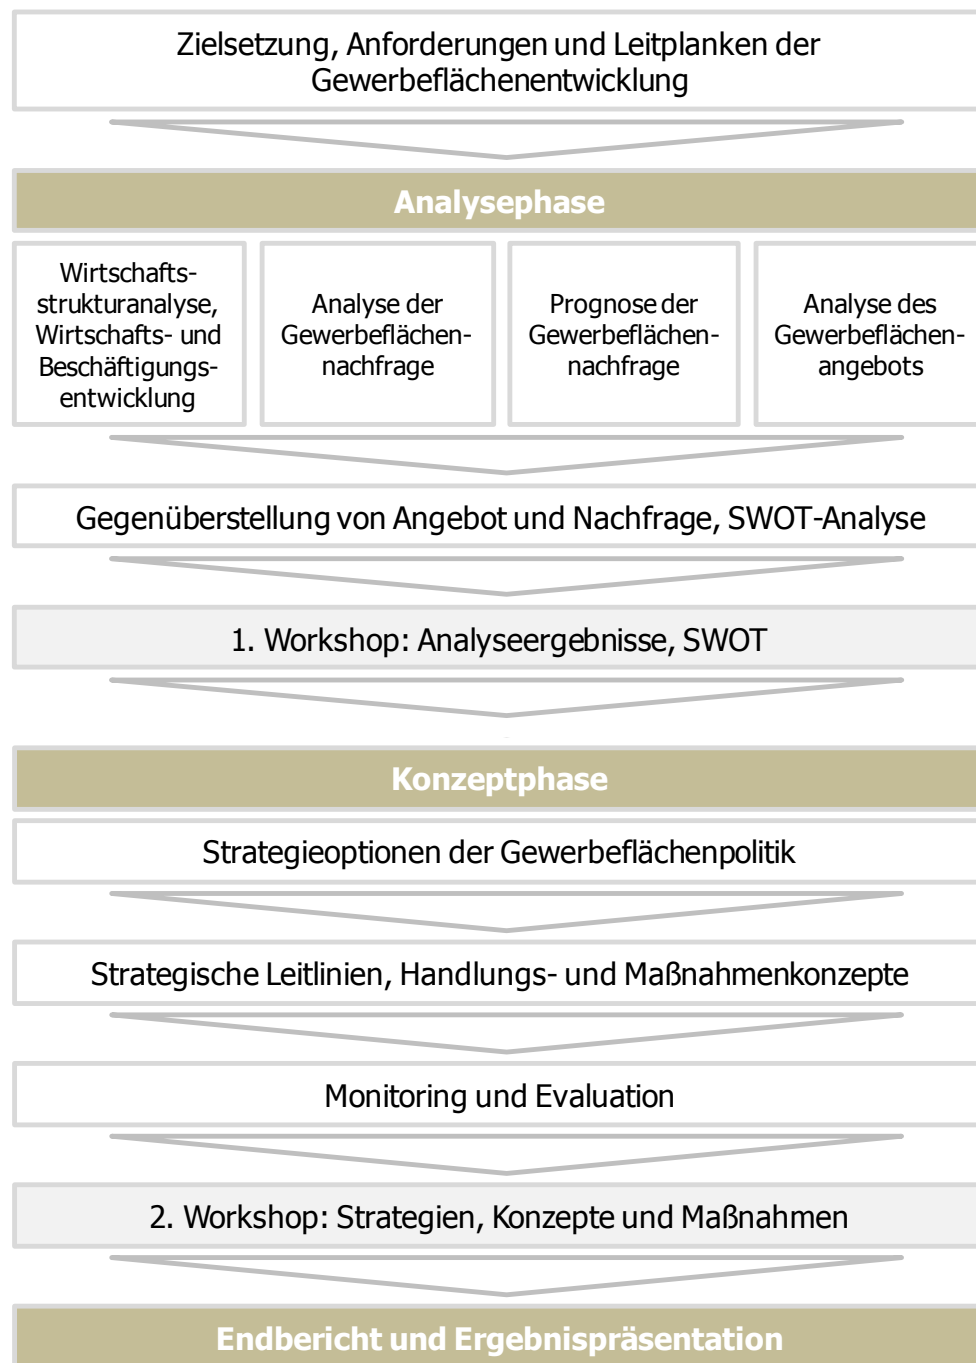 Zielsetzung, Anforderungen und Leitplanken der
Gewerbeflächenentwicklung
Analysephase
Wirtschafts-
strukturanalyse,
Wirtschafts- und
Beschäftigungs-
entwicklung
Analyse der
Gewerbeflächen-
nachfrage
Prognose der
Gewerbeflächen-
nachfrage
Analyse des
Gewerbeflächen-
angebots
Gegenüberstellung von Angebot und Nachfrage, SWOT-Analyse
1. Workshop: Analyseergebnisse, SWOT
Konzeptphase
Strategieoptionen der Gewerbeflächenpolitik
Strategische Leitlinien, Handlungs- und Maßnahmenkonzepte
Monitoring und Evaluation
2. Workshop: Strategien, Konzepte und Maßnahmen
Endbericht und Ergebnispräsentation